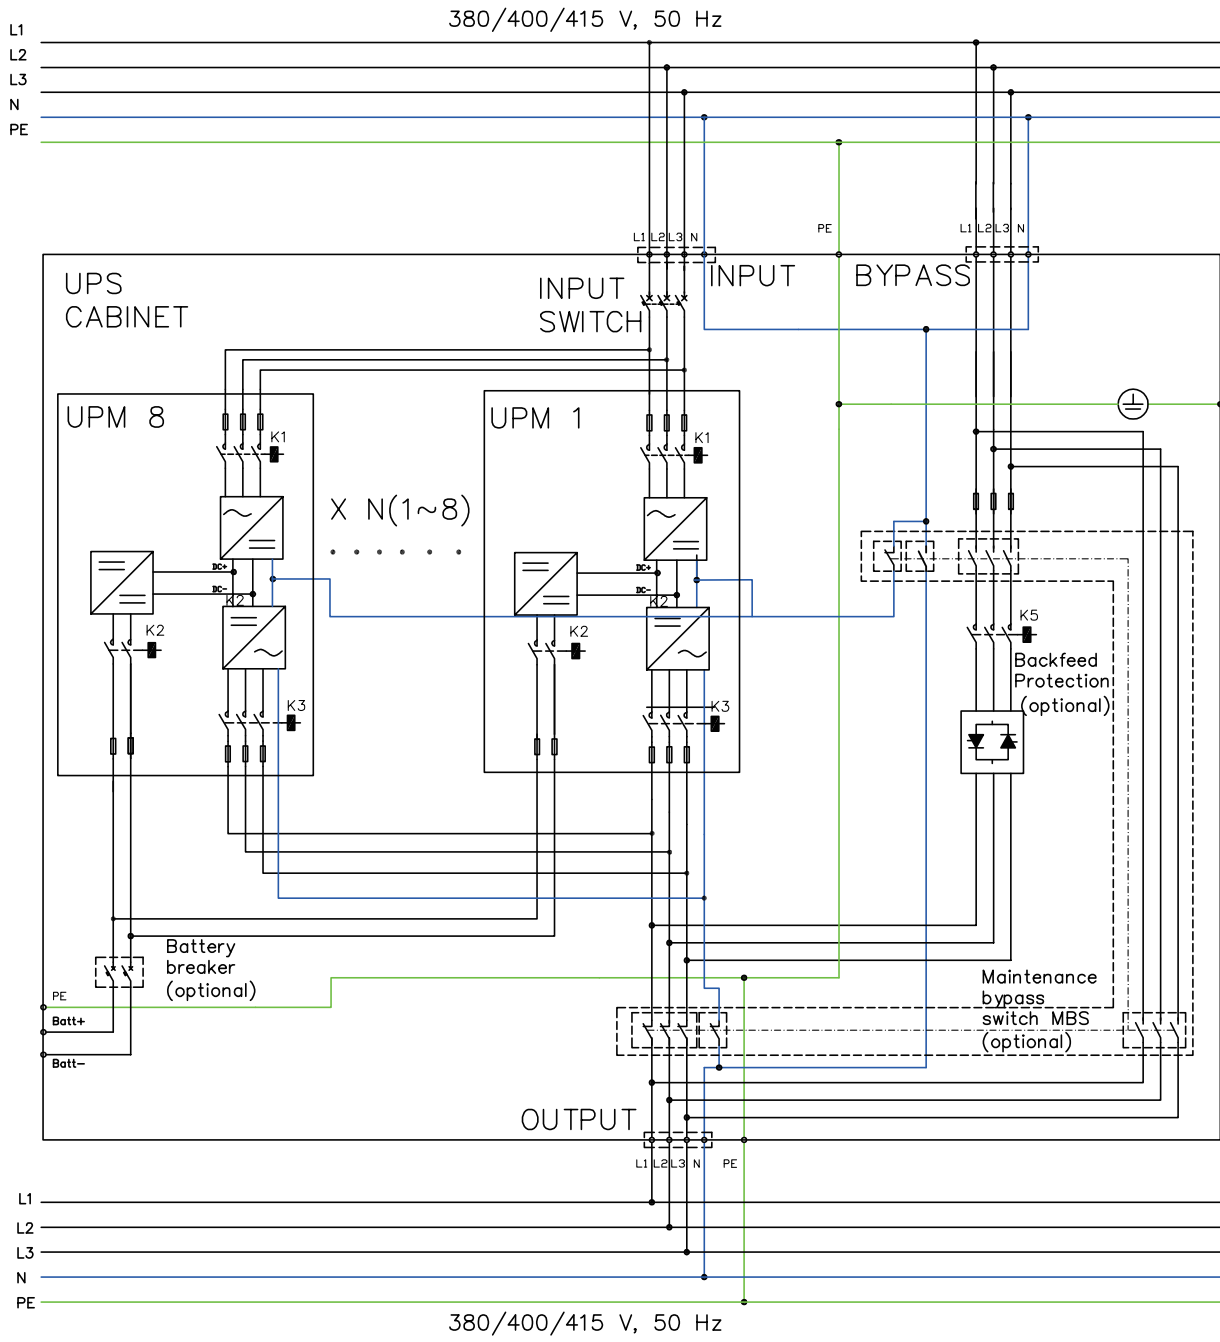 380/400/415 V, 50 Hz
L1
L2
L3
N
PE
L1 L2 L3 N
PE
L1 L2 L3 N
UPS
CABINET
INPUT
SWITCH
INPUT
BYPASS
UPM 8
UPM 1
K1
K1
X N(1~8)
. . . . . .
DC+
DC-
K2
DC+
DC-
K2
K2
K2
K5
Backfeed
Protection
(optional)
K3
K3
Battery
breaker
(optional)
PE
Batt+
Batt-
Maintenance
bypass
switch MBS
(optional)
OUTPUT
L1 L2 L3 N PE
L1
L2
L3
N
PE
380/400/415 V, 50 Hz